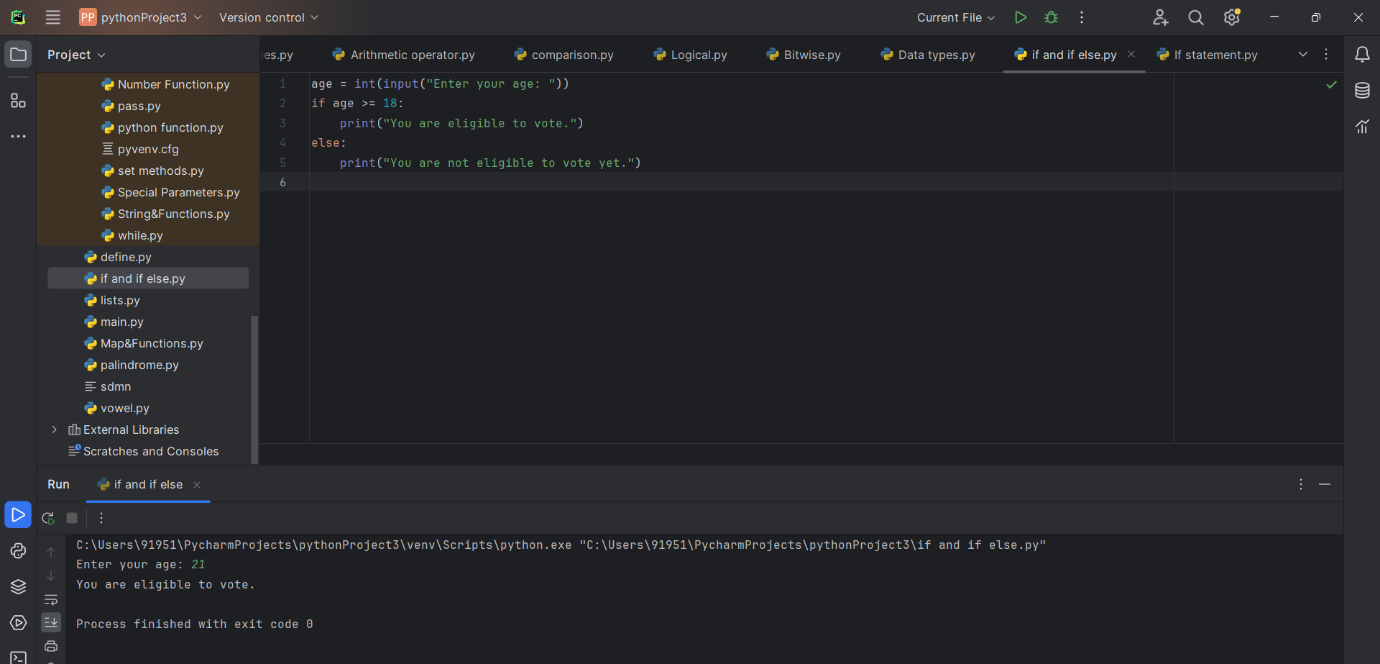 PC PP pythonProject3 Version control Current File
Project
es.py Arithmetic operator.py comparison.py Logical.py Bitwise.py Data types.py if and if else.py If statement.py
Number Function.py
pass.py
python function.py
pyvenv.cfg
set methods.py
Special Parameters.py
String&Functions.py
while.py
define.py
if and if else.py
lists.py
main.py
Map&Functions.py
palindrome.py
sdmn
vowel.py
External Libraries
Scratches and Consoles
1 age = int(input("Enter your age: "))
2 if age >= 18:
3     print("You are eligible to vote.")
4 else:
5     print("You are not eligible to vote yet.")
6
Run if and if else
C:\Users\91951\PycharmProjects\pythonProject3\venv\Scripts\python.exe "C:\Users\91951\PycharmProjects\pythonProject3\if and if else.py"
Enter your age: 21
You are eligible to vote.
Process finished with exit code 0